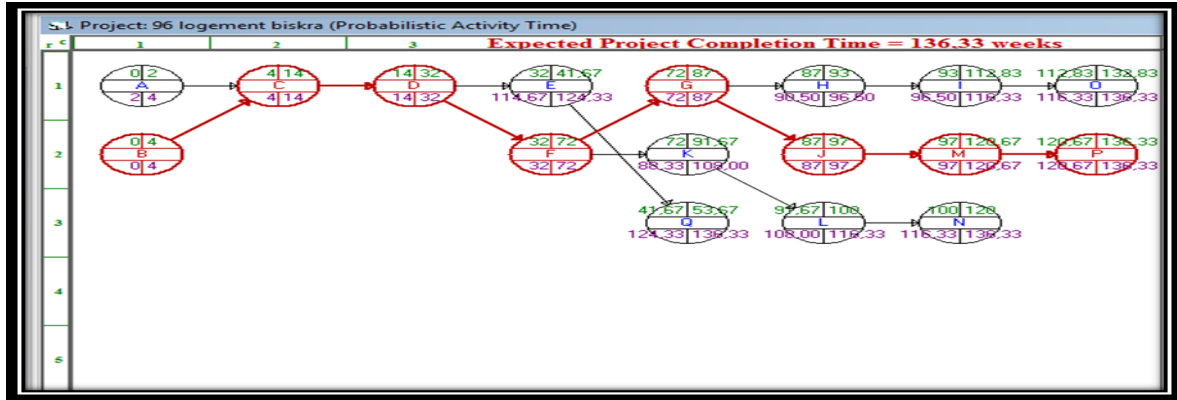 Project: 96 logement biskra (Probabilistic Activity Time)
r c 1 2 3 Expected Project Completion Time = 136,33 weeks
1
0 2 4 14 14 32 32 41,67 72 87 87 93 93 112,83 112,83 132,83
A C D E G H I O
2 4 4 14 14 32 114,67 124,33 72 87 90,50 96,50 96,50 116,33 116,33 136,33
2
0 4 32 72 72 91,67 87 97 97 120,67 120,67 136,33
B F K J M P
0 4 32 72 88,33 108,00 87 97 97 120,67 120,67 136,33
3
41,67 53,67 91,67 100 100 120
Q L N
124,33 136,33 108,00 116,33 116,33 136,33
4
5